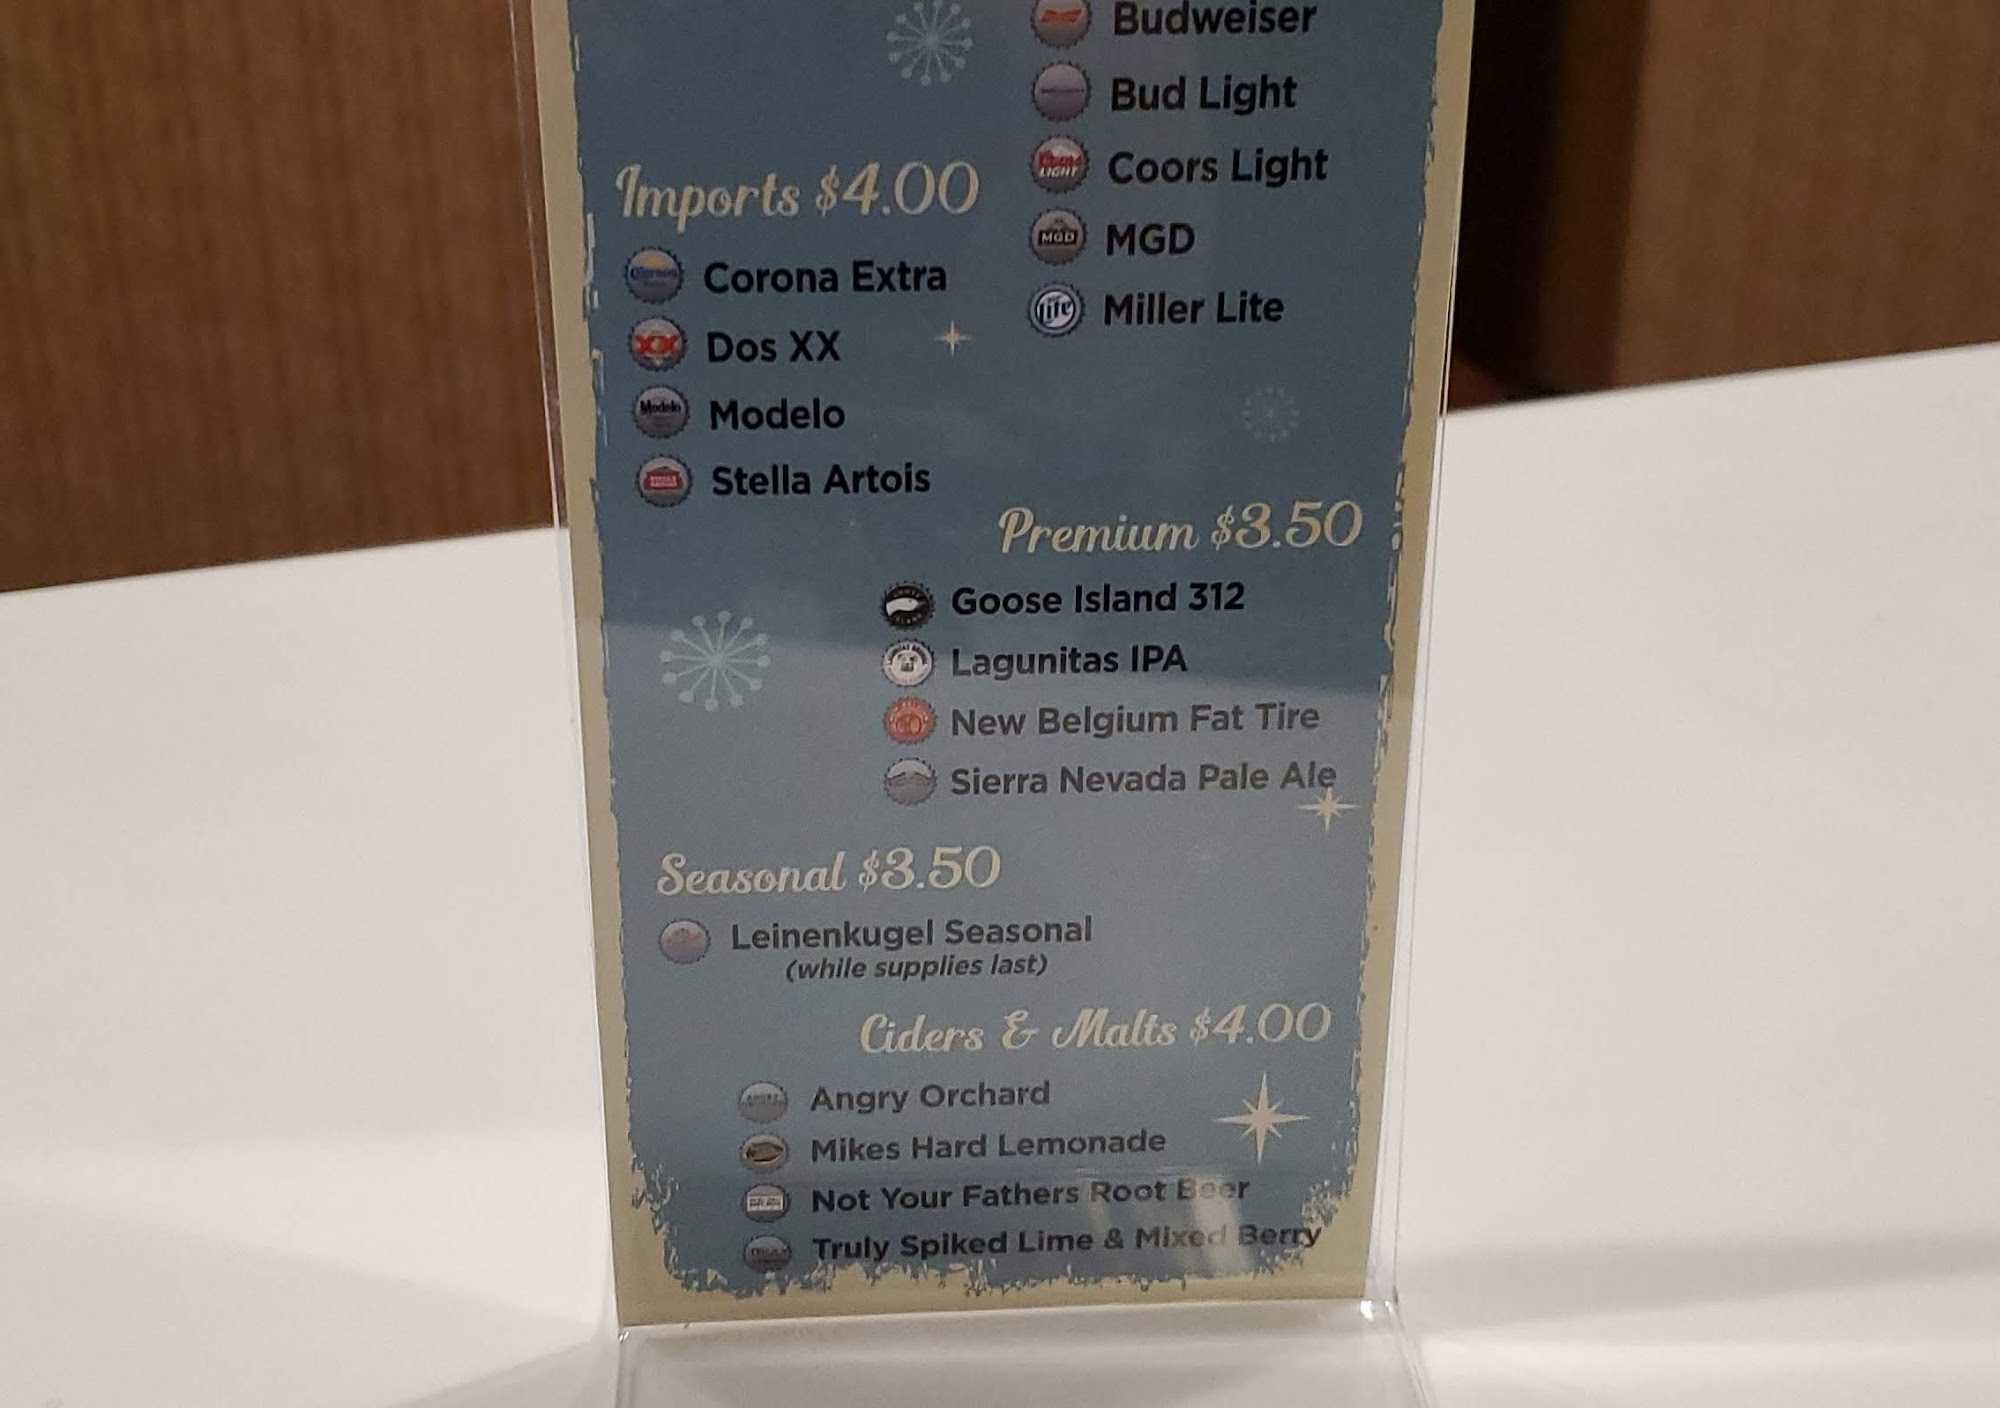 Budweiser
Bud Light
Coors Light
MGD
Miller Lite
Imports $4.00
Corona Extra
Dos XX
Modelo
Stella Artois
Premium $3.50
Goose Island 312
Lagunitas IPA
New Belgium Fat Tire
Sierra Nevada Pale Ale
Seasonal $3.50
Leinenkugel Seasonal
(while supplies last)
Ciders & Malts $4.00
Angry Orchard
Mikes Hard Lemonade
Not Your Fathers Root Beer
Truly Spiked Lime & Mixed Berry